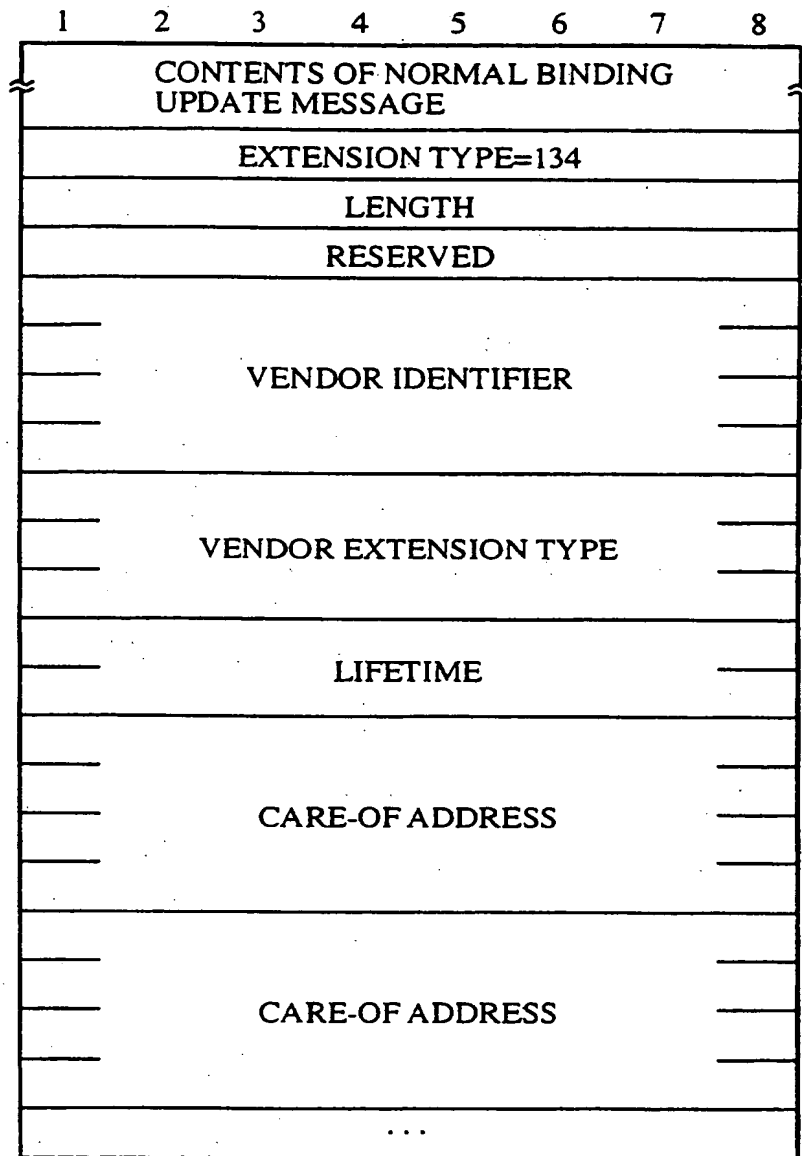 1 2 3 4 5 6 7 8
CONTENTS OF NORMAL BINDING
UPDATE MESSAGE
EXTENSION TYPE=134
LENGTH
RESERVED
VENDOR IDENTIFIER
VENDOR EXTENSION TYPE
LIFETIME
CARE-OF ADDRESS
CARE-OF ADDRESS
...